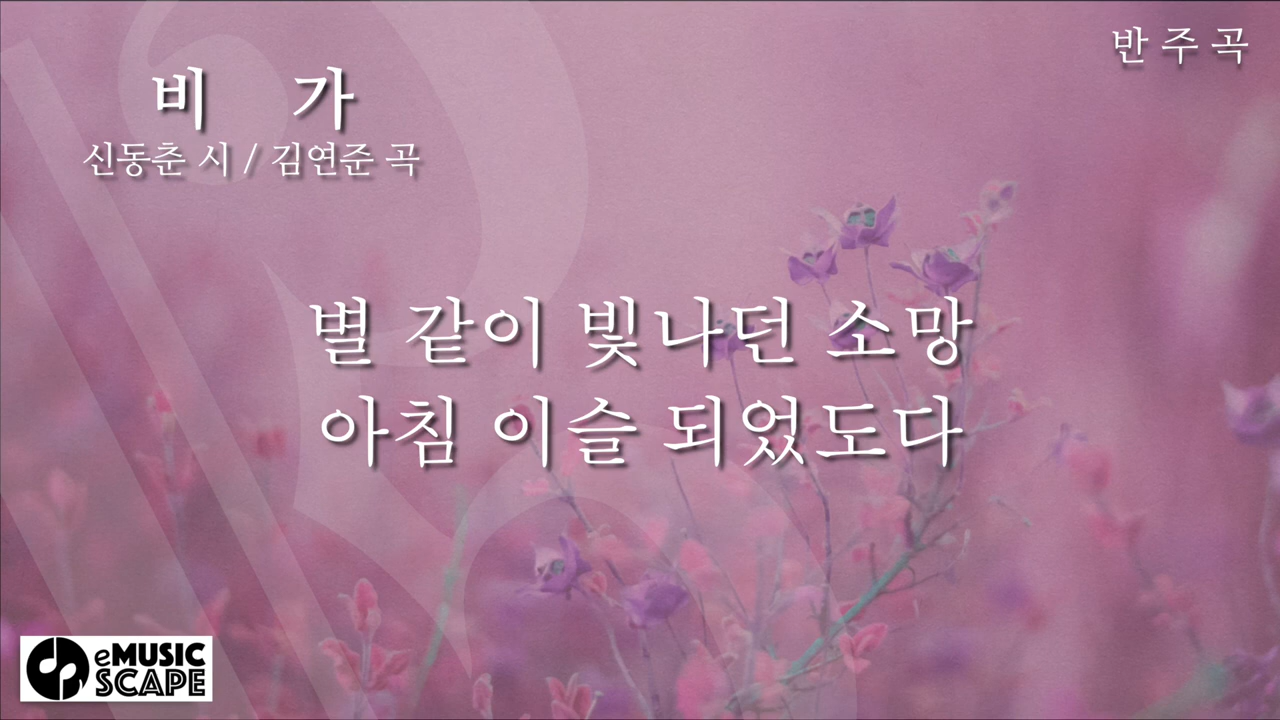 반 주 곡
비 가
신동춘 시 / 김연준 곡
별 같이 빛나던 소망
아침 이슬 되었도다
eMUSIC
SCAPE